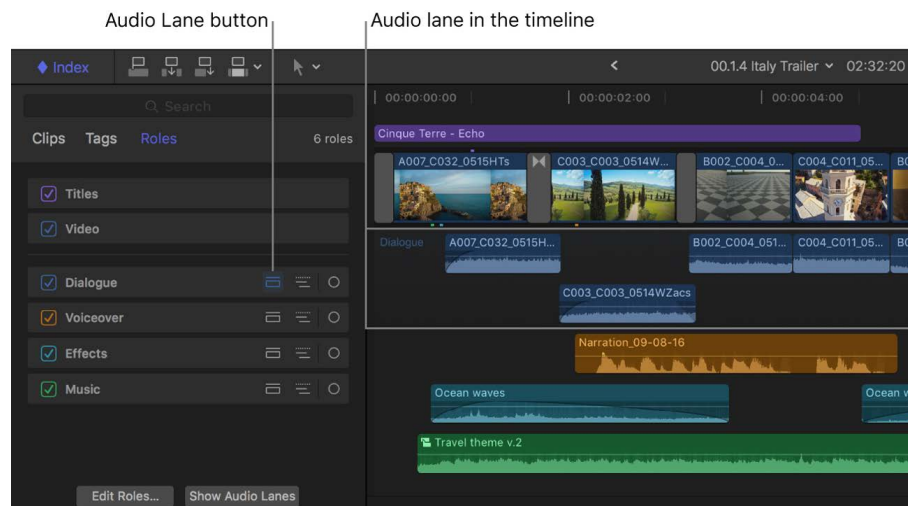 Audio Lane button
Audio lane in the timeline
Index
00.1.4 Italy Trailer
02:32:20
Search
00:00:00:00
00:00:02:00
00:00:04:00
Clips
Tags
Roles
6 roles
Cinque Terre - Echo
A007_C032_0515HTs
C003_C003_0514W...
B002_C004_0...
C004_C011_05...
Titles
Video
Dialogue
A007_C032_0515H...
B002_C004_051...
C004_C011_05...
Dialogue
C003_C003_0514WZacs
Voiceover
Narration_09-08-16
Effects
Music
Ocean waves
Ocean
Travel theme v.2
Edit Roles...
Show Audio Lanes